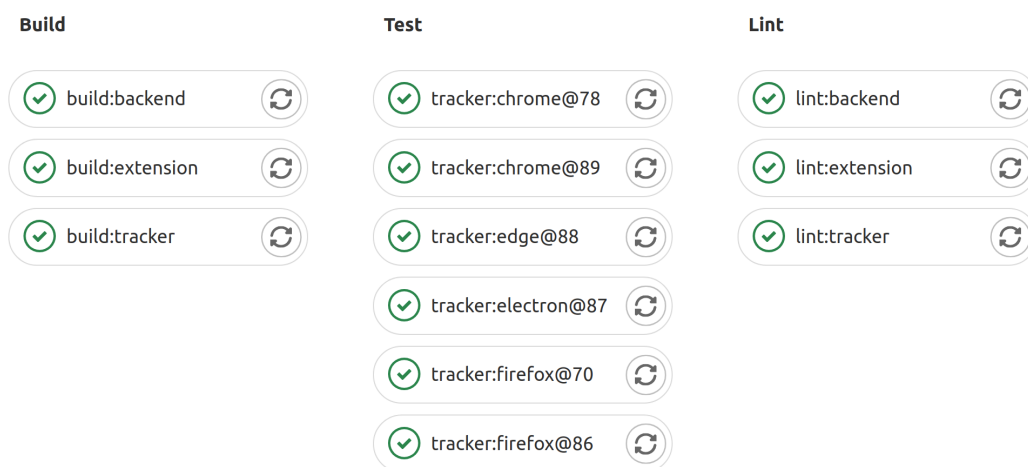 Build
build:backend
build:extension
build:tracker
Test
tracker:chrome@78
tracker:chrome@89
tracker:edge@88
tracker:electron@87
tracker:firefox@70
tracker:firefox@86
Lint
lint:backend
lint:extension
lint:tracker